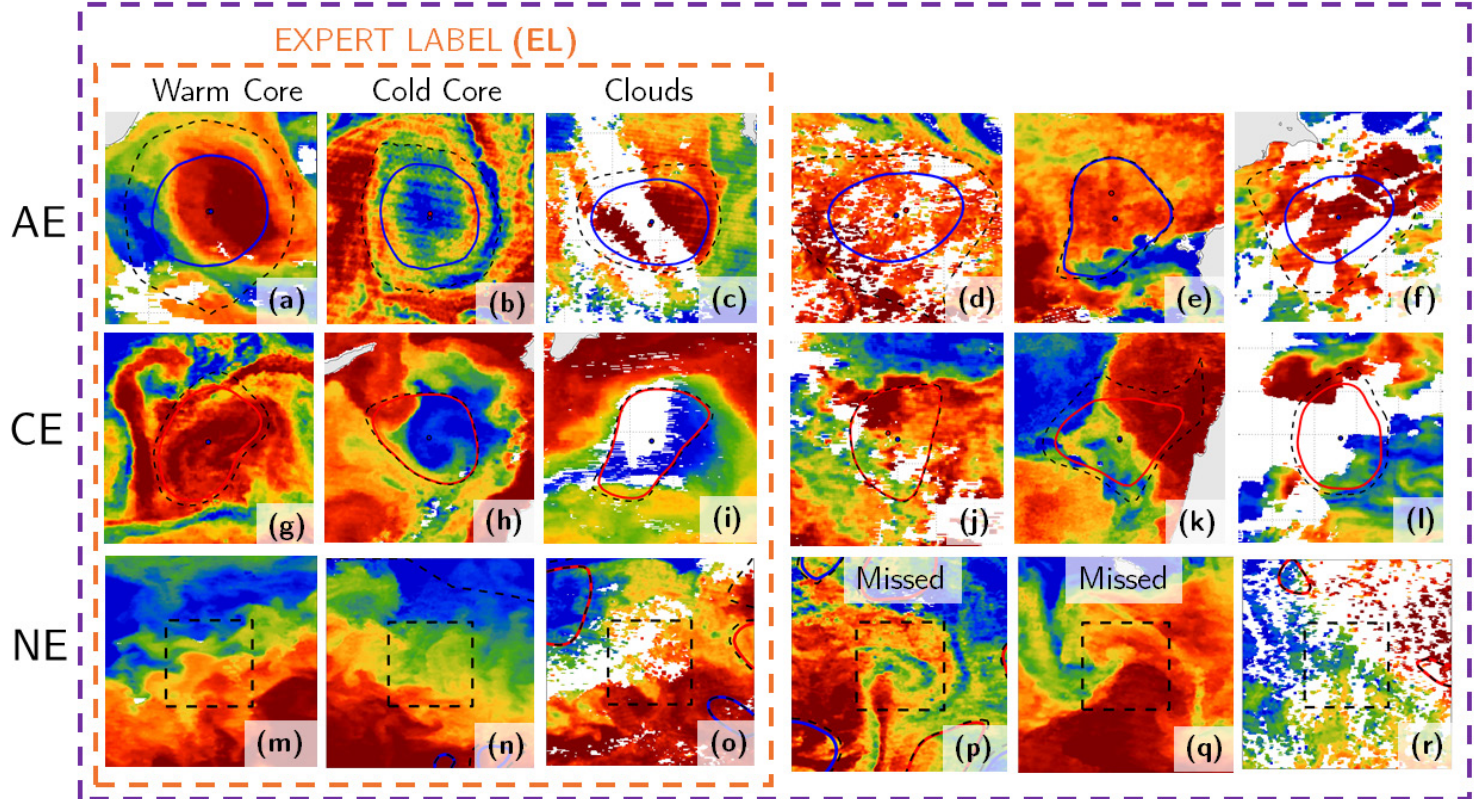 EXPERT LABEL (EL)
Warm Core Cold Core Clouds
AE (a) (b) (c) (d) (e) (f)
CE (g) (h) (i) (j) (k) (l)
Missed Missed
NE (m) (n) (o) (p) (q) (r)